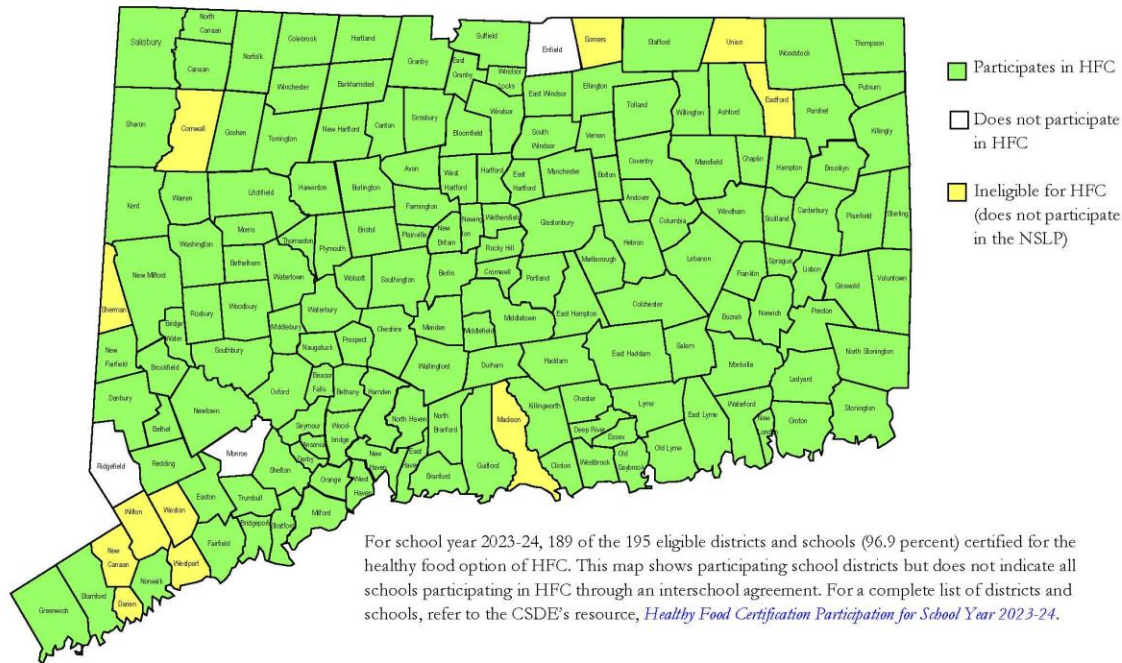 Salisbury
North
Canaan
Canaan
Norfolk
Colebrook
Hartland
Granby
Suffield
East
Granby
Windsor
Locks
Enfield
Somers
Stafford
Union
Woodstock
Thompson
Putnam
Sharon
Cornwall
Goshen
Winchester
Barkhamsted
Torrington
New Hartford
Canton
Simsbury
Bloomfield
Windsor
East Windsor
Ellington
South
Windsor
Vernon
Tolland
Willington
Ashford
Eastford
Pomfret
Killingly
Kent
Warren
Litchfield
Harwinton
Burlington
Avon
West
Hartford
Hartford
East
Hartford
Manchester
Bolton
Coventry
Mansfield
Chaplin
Hampton
Brooklyn
Andover
Columbia
Windham
Scotland
Canterbury
Plainfield
Sterling
Farmington
Newing
ton
Wethersfield
Glastonbury
Hebron
Lebanon
Washington
Morris
Bethlehem
Thomaston
Plymouth
Bristol
Plainville
New
Britain
Rocky Hill
Marlborough
Franklin
Sprague
Lisbon
Griswold
Voluntown
Sherman
New Milford
Roxbury
Woodbury
Watertown
Wolcott
Southington
Berlin
Cromwell
Portland
East Hampton
Colchester
Bozrah
Norwich
Preston
Bridge
Water
Southbury
Middlebury
Waterbury
Naugatuck
Prospect
Cheshire
Meriden
Middlefield
Middletown
Haddam
East Haddam
Salem
Montville
Ledyard
North Stonington
New
Fairfield
Brookfield
Danbury
Bethel
Newtown
Oxford
Beacon
Falls
Bethany
Hamden
Wallingford
Durham
Seymour
Wood-
bridge
North Haven
North
Branford
Guilford
Madison
Killingworth
Chester
Deep River
Essex
Lyme
East Lyme
Waterford
New
London
Groton
Stonington
Ridgefield
Redding
Monroe
Shelton
Ansonia
Derby
Orange
New
Haven
West
Haven
East
Haven
Branford
Clinton
Westbrook
Old
Saybrook
Old Lyme
Wilton
Weston
Easton
Trumbull
Bridgeport
Stratford
Milford
Fairfield
New
Canaan
Westport
Norwalk
Darien
Stamford
Greenwich
Participates in HFC
Does not participate
in HFC
Ineligible for HFC
(does not participate
in the NSLP)
For school year 2023-24, 189 of the 195 eligible districts and schools (96.9 percent) certified for the
healthy food option of HFC. This map shows participating school districts but does not indicate all
schools participating in HFC through an interschool agreement. For a complete list of districts and
schools, refer to the CSDE's resource, Healthy Food Certification Participation for School Year 2023-24.